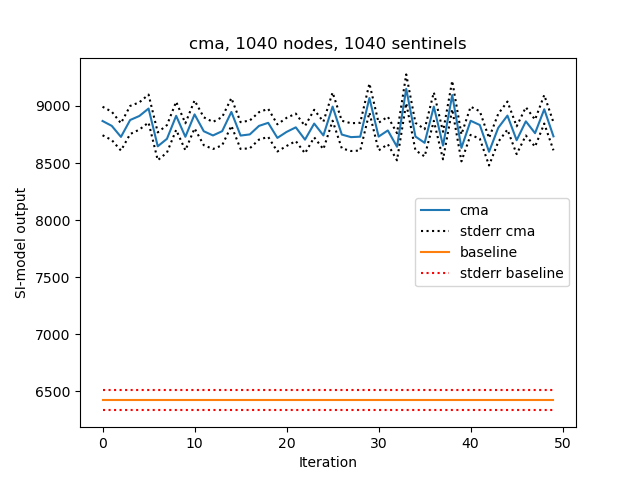 cma, 1040 nodes, 1040 sentinels
SI-model output
9000
8500
8000
7500
7000
6500
cma
stderr cma
baseline
stderr baseline
0 10 20 30 40 50
Iteration